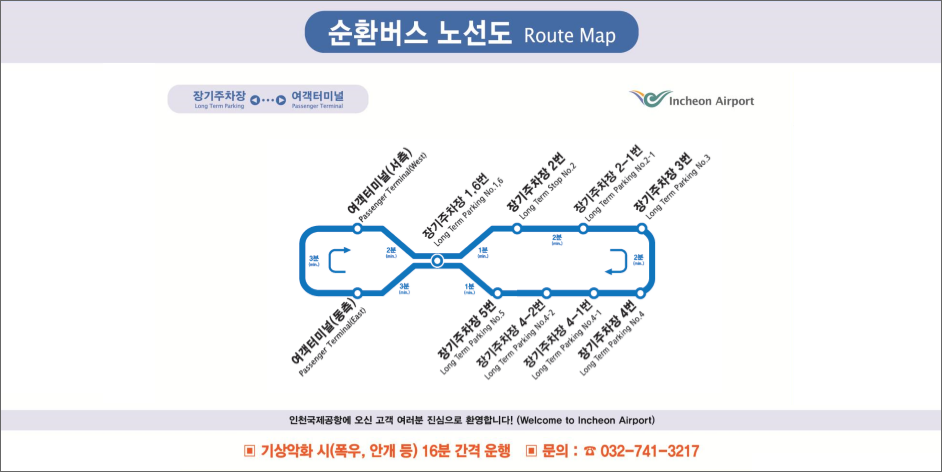 순환버스 노선도 Route Map
장기주차장 여객터미널
Long Term Parking Passenger Terminal
Incheon Airport
여객터미널(서측)
Passenger Terminal(West)
장기주차장 1,6번
Long Term Parking No.1,6
장기주차장 2번
Long Term Stop No.2
장기주차장 2-1번
Long Term Parking No.2-1
장기주차장 3번
Long Term Parking No.3
3분
(min.)
2분
(min.)
1분
(min.)
2분
(min.)
2분
(min.)
3분
(min.)
1분
(min.)
여객터미널(동측)
Passenger Terminal(East)
장기주차장 5번
Long Term Parking No.5
장기주차장 4-2번
Long Term Parking No.4-2
장기주차장 4-1번
Long Term Parking No.4-1
장기주차장 4번
Long Term Parking No.4
인천국제공항에 오신 고객 여러분 진심으로 환영합니다! (Welcome to Incheon Airport)
▣ 기상악화 시(폭우, 안개 등) 16분 간격 운행 ▣ 문의 : ☎ 032-741-3217